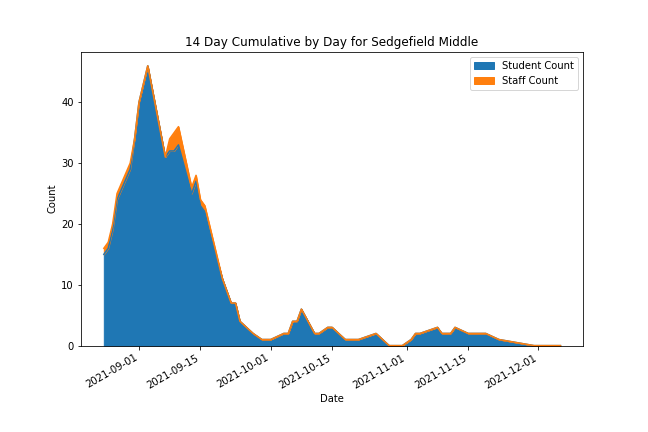 14 Day Cumulative by Day for Sedgefield Middle
Student Count
Staff Count
40
30
20
10
0
Count
2021-09-01
2021-09-15
2021-10-01
2021-10-15
2021-11-01
2021-11-15
2021-12-01
Date